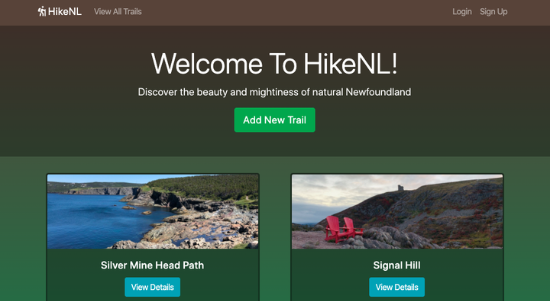 HikeNL View All Trails Login Sign Up
Welcome To HikeNL!
Discover the beauty and mightiness of natural Newfoundland
Add New Trail
Silver Mine Head Path Signal Hill
View Details View Details